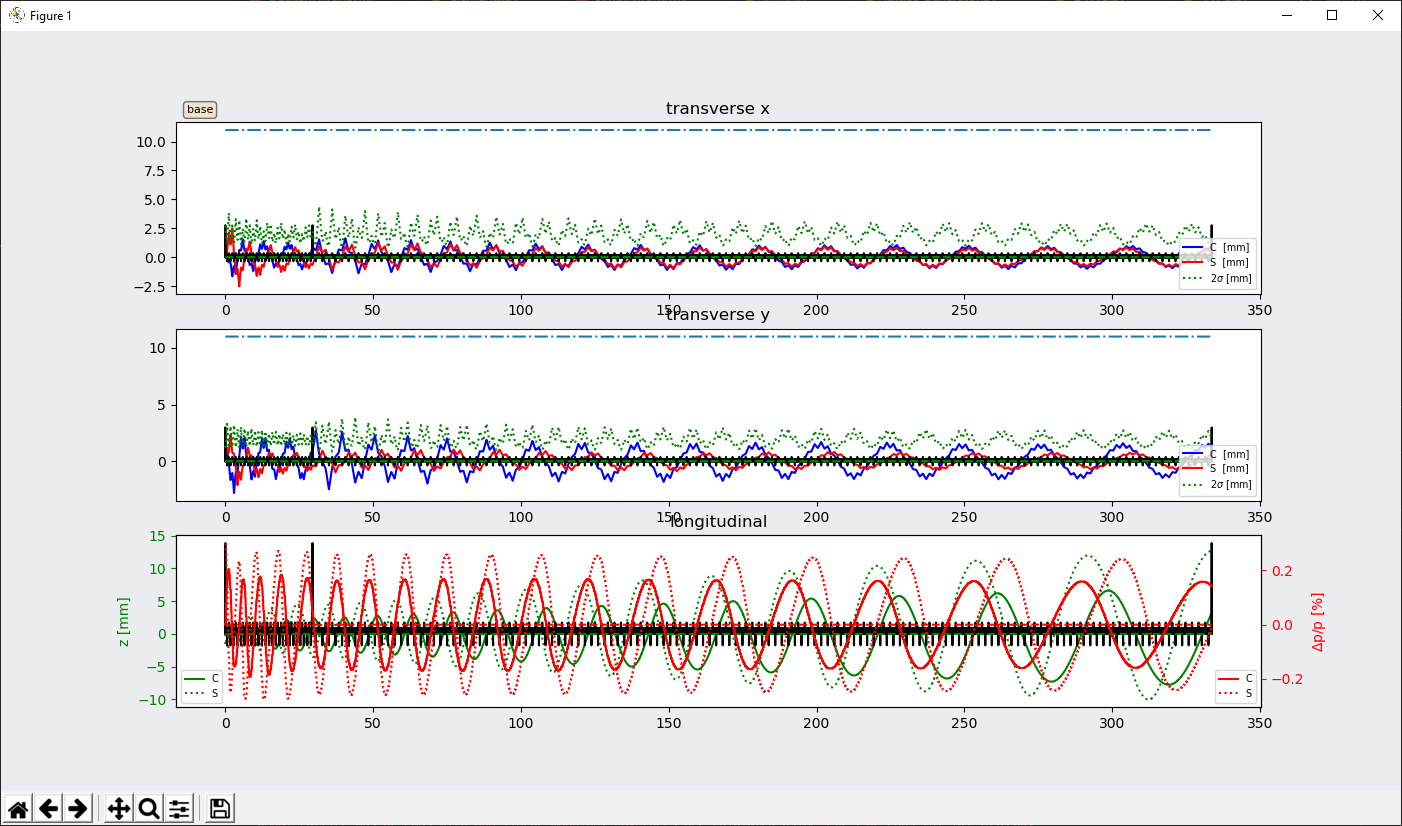 Figure 1
base
transverse x
10.0
7.5
5.0
2.5
0.0
−2.5
C [mm]
S [mm]
2σ [mm]
0 50 100 150 200 250 300 350
transverse y
10
5
0
C [mm]
S [mm]
2σ [mm]
0 50 100 150 200 250 300 350
longitudinal
15
10
5
0
−5
−10
z [mm]
C
S
0.2
0.0
−0.2
Δp/p [%]
C
S
0 50 100 150 200 250 300 350